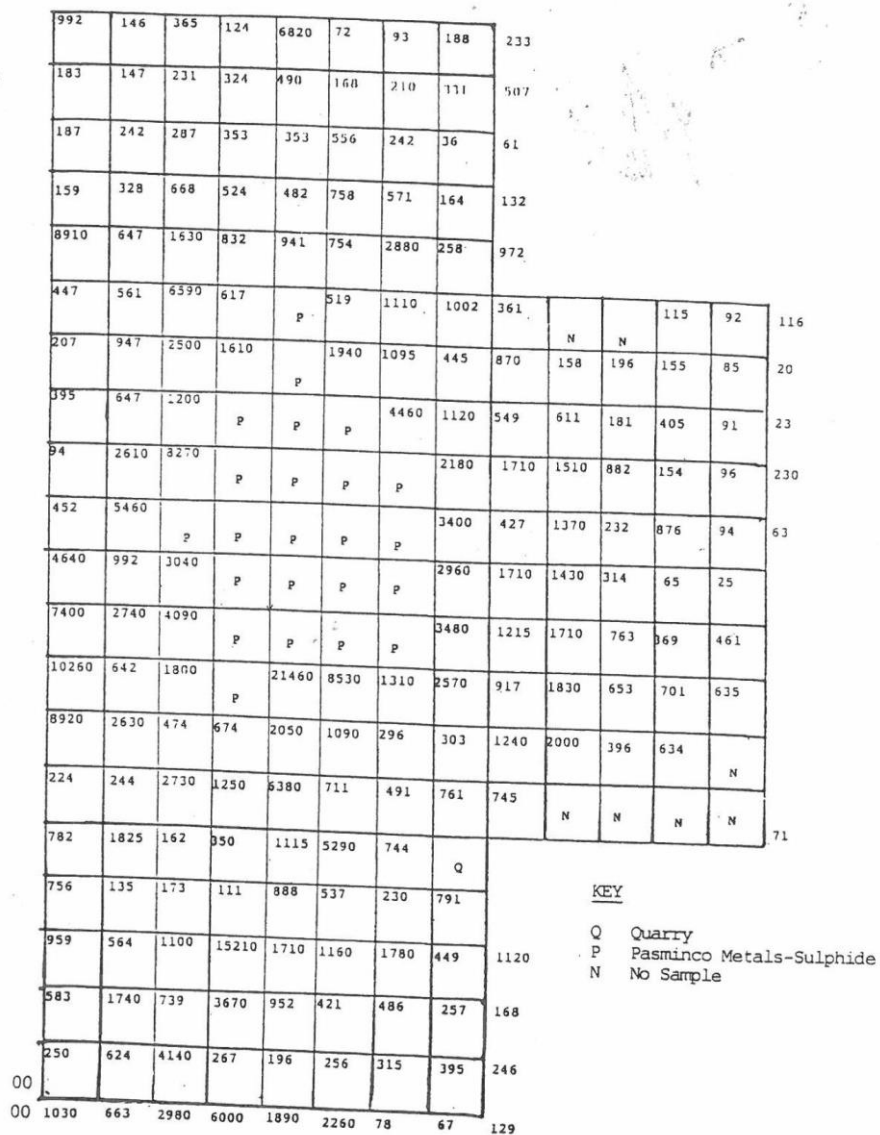 992 146 365 124 6820 72 93 188 233
183 147 231 324 490 168 210 331 507
187 242 287 353 353 556 242 36 61
159 328 668 524 482 758 571 164 132
8910 647 1630 832 941 754 2880 258 972
447 561 6590 617 P 519 1110 1002 361 N N 115 92 116
207 947 2500 1610 P 1940 1095 445 870 158 196 155 85 20
395 647 1200 P P P 4460 1120 549 611 181 405 91 23
94 2610 8270 P P P P 2180 1710 1510 882 154 96 230
452 5460 P P P P P 3400 427 1370 232 876 94 63
4640 992 3040 P P P P 2960 1710 1430 314 65 25
7400 2740 4090 P P P P 3480 1215 1710 763 369 461
10260 642 1800 P 21460 8530 1310 2570 917 1830 653 701 635
8920 2630 474 674 2050 1090 296 303 1240 2000 396 634 N
224 244 2730 1250 6380 711 491 761 745 N N N N 71
782 1825 162 350 1115 5290 744 Q
756 135 173 111 888 537 230 791
959 564 1100 15210 1710 1160 1780 449 1120
583 1740 739 3670 952 421 486 257 168
250 624 4140 267 196 256 315 395 246
00
00 1030 663 2980 6000 1890 2260 78 67 129
KEY
Q Quarry
P Pasminco Metals-Sulphide
N No Sample